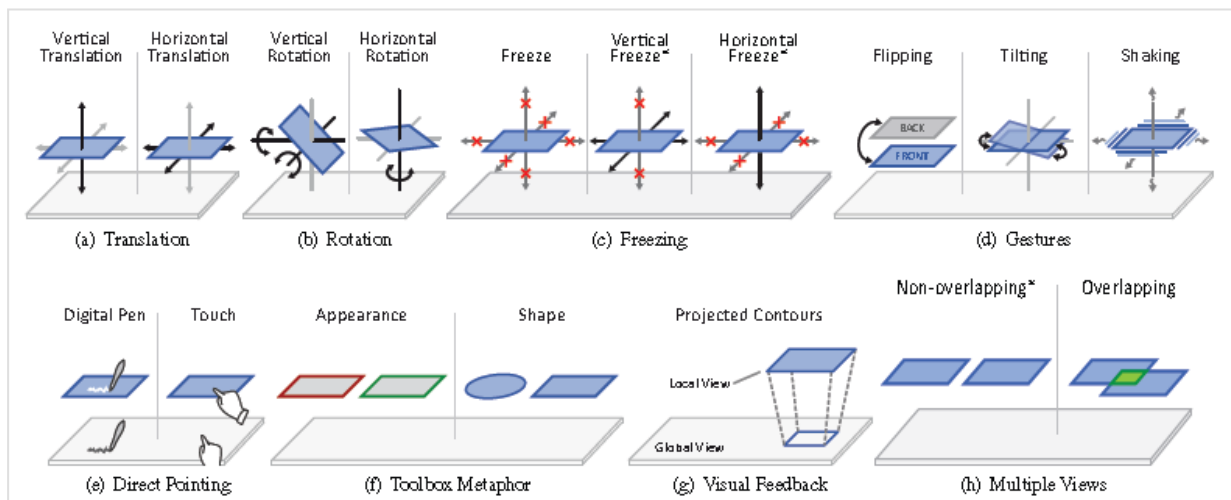 Vertical Translation
Horizontal Translation
Vertical Rotation
Horizontal Rotation
Freeze
Vertical Freeze*
Horizontal Freeze*
Flipping
Tilting
Shaking
BACK
FRONT
(a) Translation
(b) Rotation
(c) Freezing
(d) Gestures
Digital Pen
Touch
Appearance
Shape
Projected Contours
Non-overlapping*
Overlapping
Local View
Global View
(e) Direct Pointing
(f) Toolbox Metaphor
(g) Visual Feedback
(h) Multiple Views